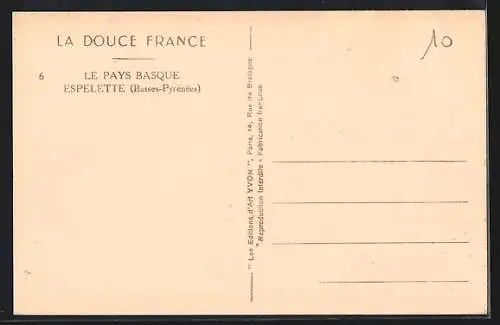 LA DOUCE FRANCE
6 LE PAYS BASQUE
ESPELETTE (Basses-Pyrénées)
" Les Editions d'Art YVON ", Paris, 14, Rue de Bretagne
" Reproduction Interdite - Fabrication française
10